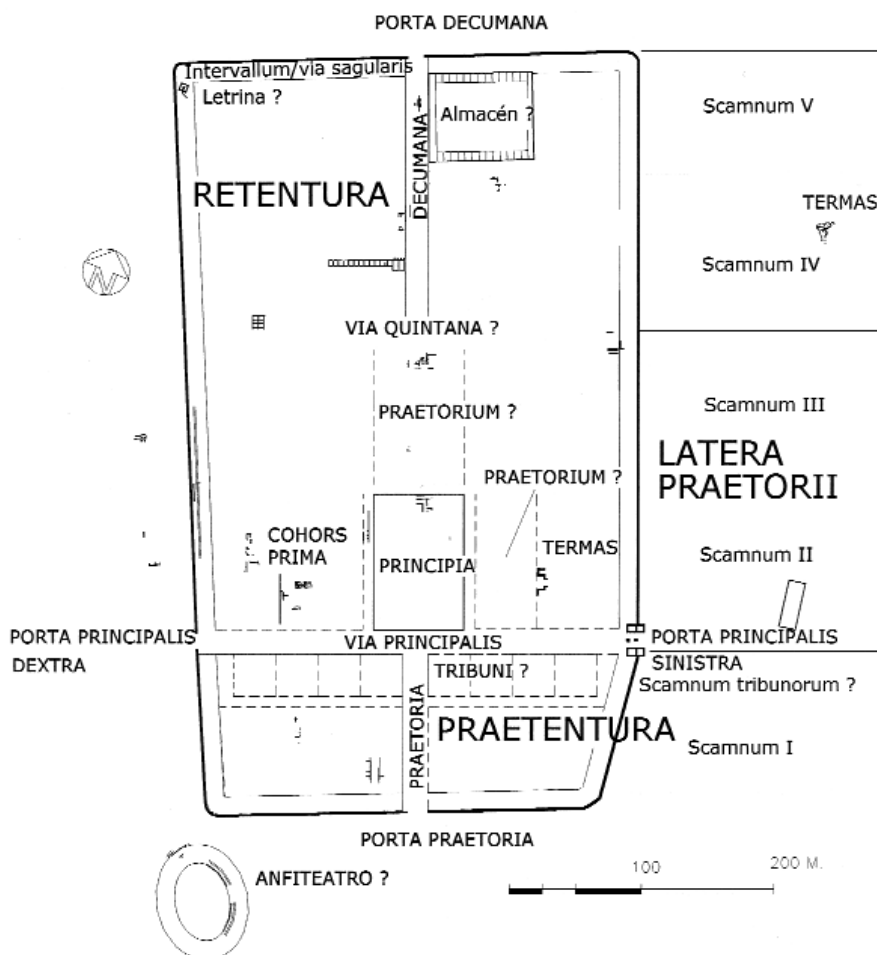 PORTA DECUMANA
Intervallum/via sagularis
Letrina ?
Almacén ?
DECUMANA
Scamnum V
RETENTURA
TERMAS
Scamnum IV
N
VIA QUINTANA ?
PRAETORIUM ?
Scamnum III
LATERA
PRAETORII
PRAETORIUM ?
COHORS
PRIMA
PRINCIPIA
TERMAS
Scamnum II
PORTA PRINCIPALIS
DEXTRA
VIA PRINCIPALIS
PORTA PRINCIPALIS
SINISTRA
TRIBUNI ?
Scamnum tribunorum ?
PRAETORIA
PRAETENTURA
Scamnum I
PORTA PRAETORIA
ANFITEATRO ?
100
200 M.